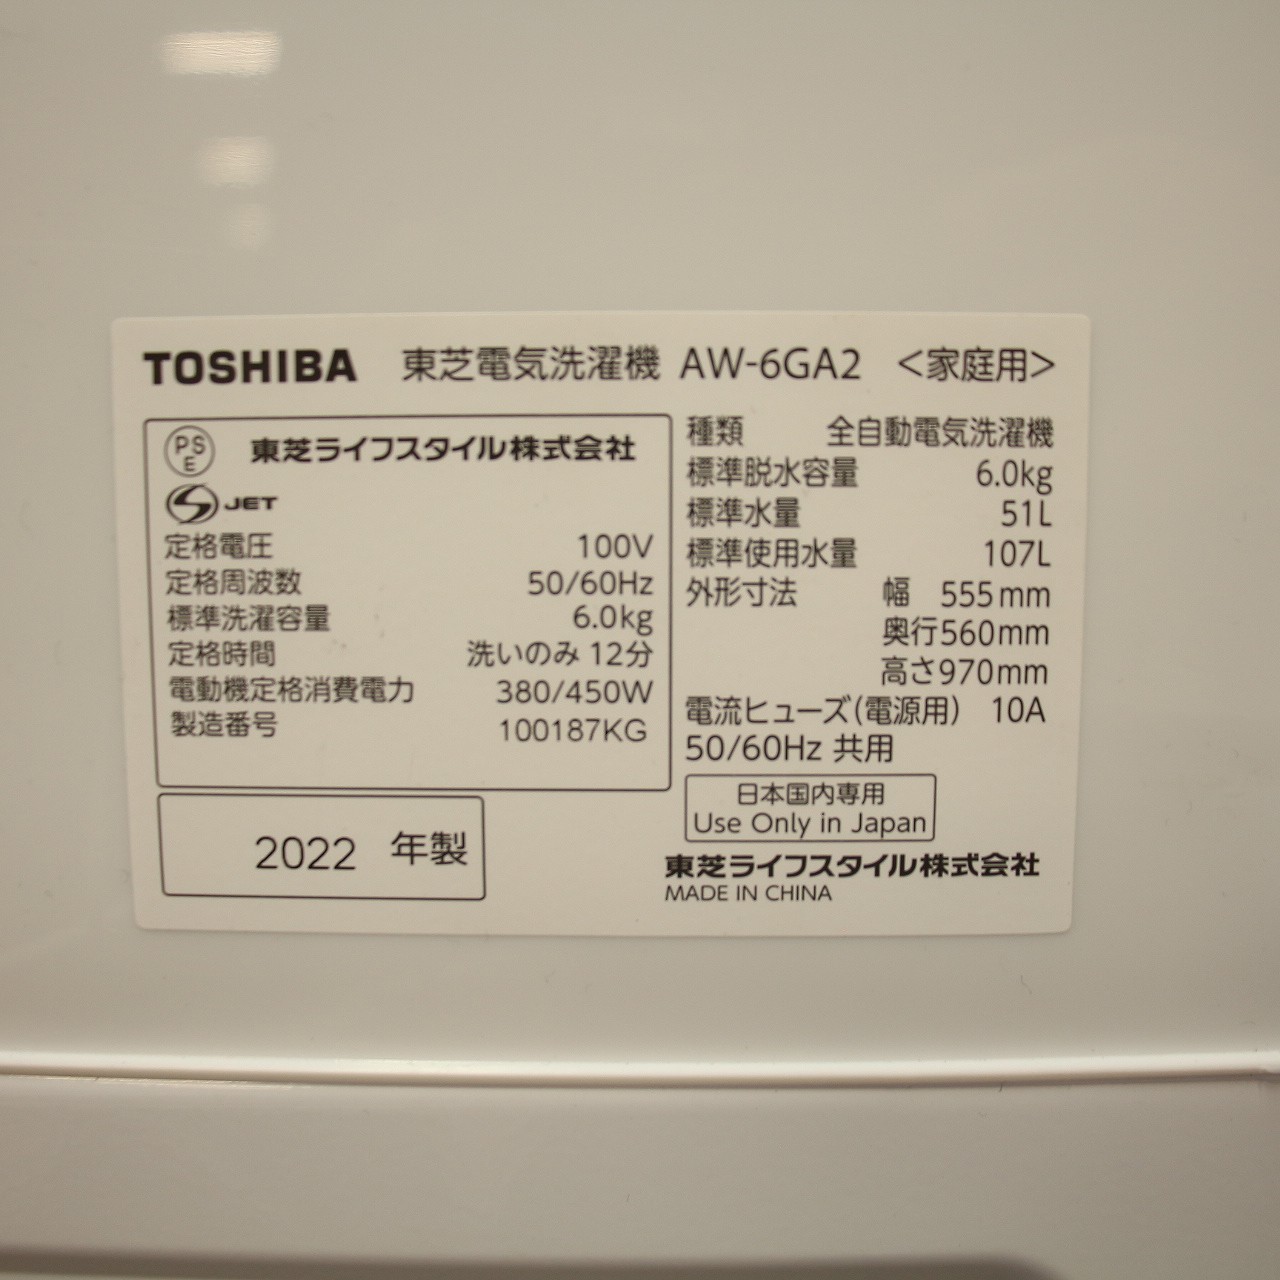 TOSHIBA 東芝電気洗濯機 AW-6GA2 <家庭用>
PSE 東芝ライフスタイル株式会社
S JET
定格電圧 100V
定格周波数 50/60Hz
標準洗濯容量 6.0kg
定格時間 洗いのみ 12分
電動機定格消費電力 380/450W
製造番号 100187KG
2022 年製
種類 全自動電気洗濯機
標準脱水容量 6.0kg
標準水量 51L
標準使用水量 107L
外形寸法 幅 555mm
奥行560mm
高さ970mm
電流ヒューズ(電源用) 10A
50/60Hz 共用
日本国内専用
Use Only in Japan
東芝ライフスタイル株式会社
MADE IN CHINA